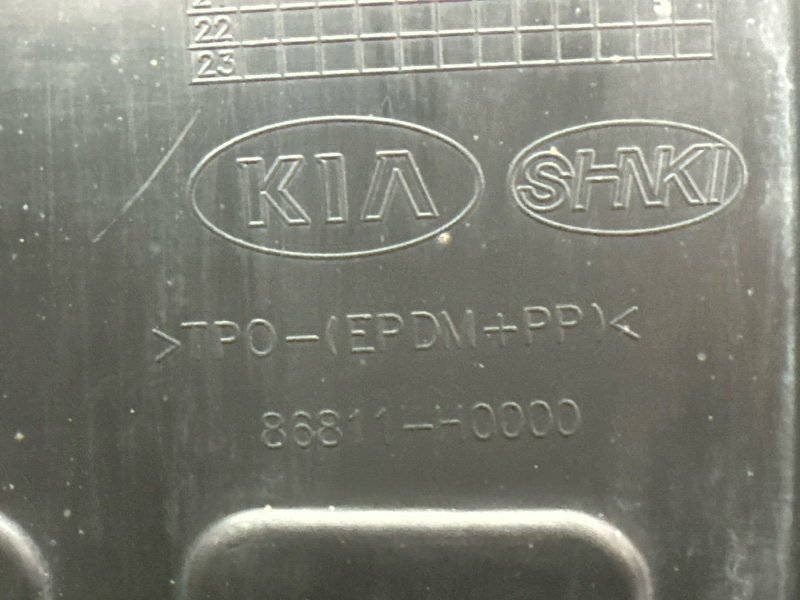 22
23
KIA SHNKI
>TPO-(EPDM+PP)<
86811-H0000